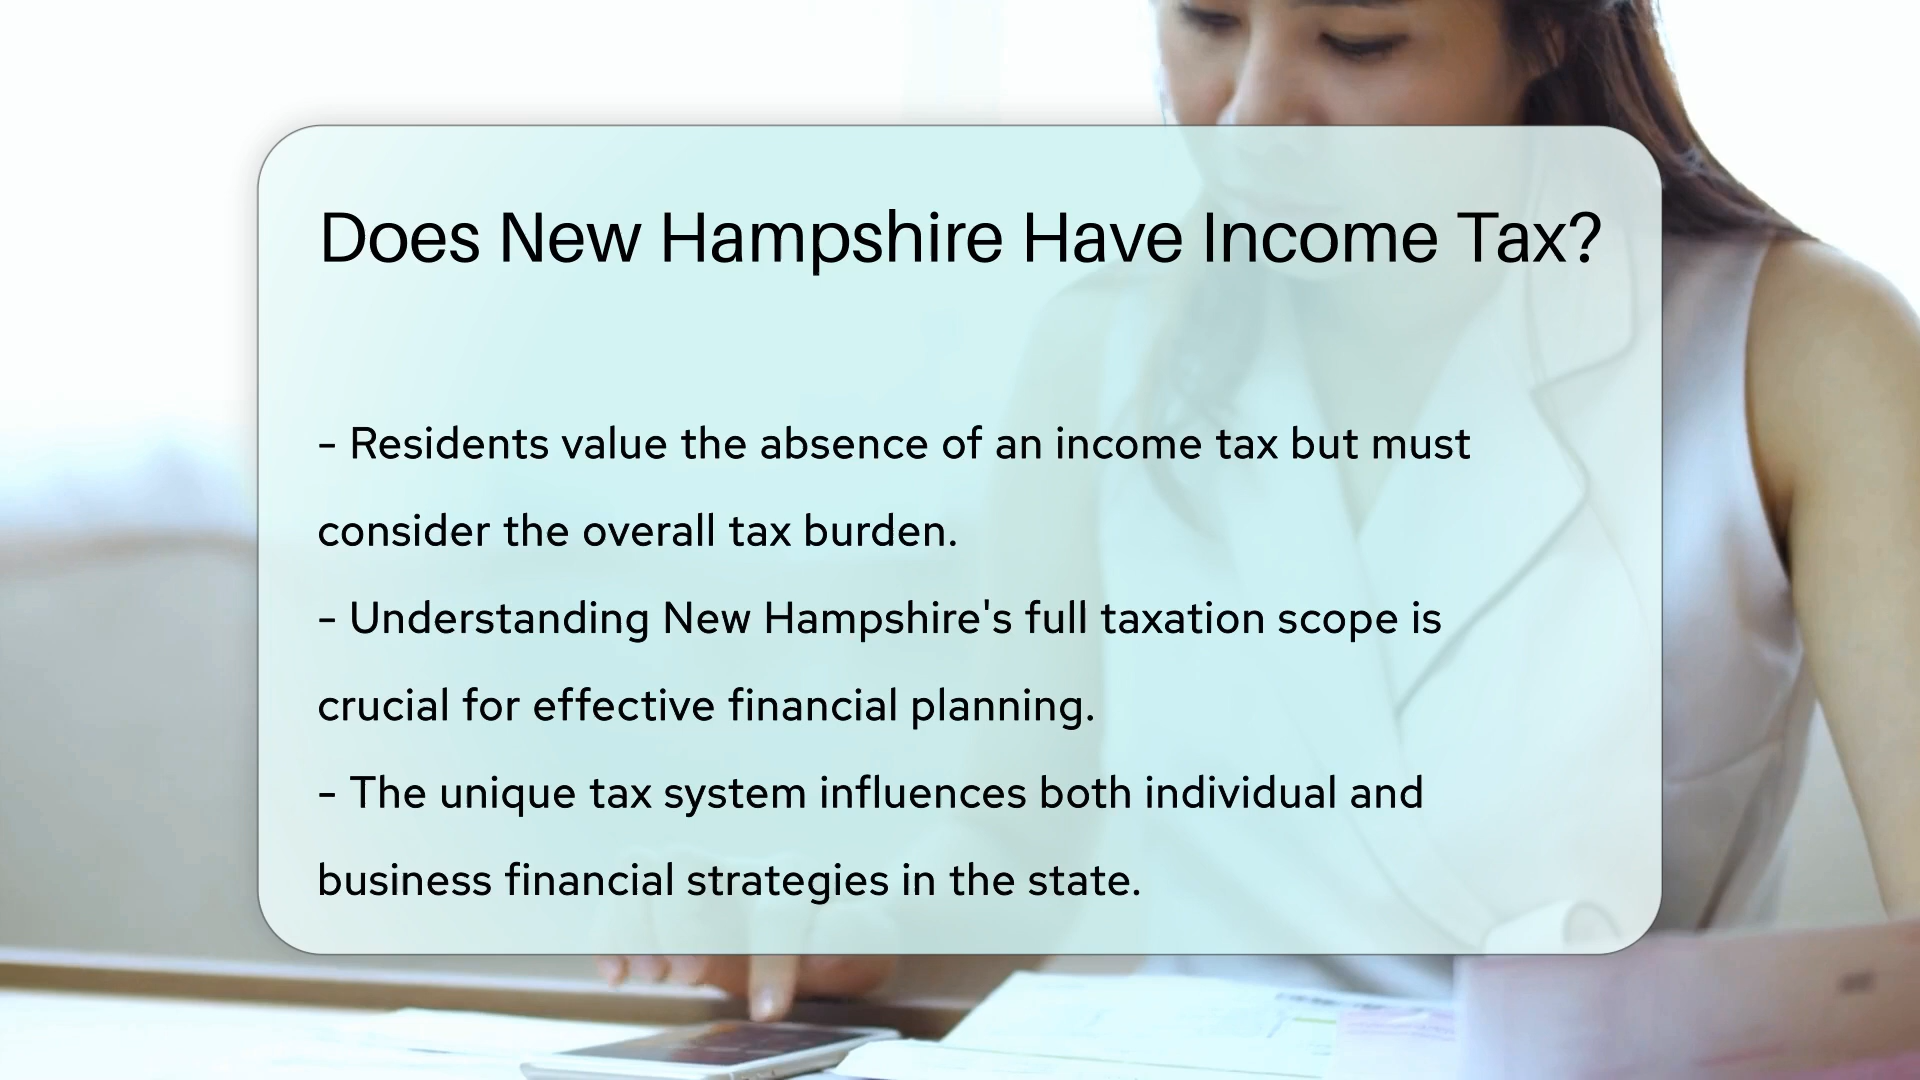 Does New Hampshire Have Income Tax?
- Residents value the absence of an income tax but must
consider the overall tax burden.
- Understanding New Hampshire's full taxation scope is
crucial for effective financial planning.
- The unique tax system influences both individual and
business financial strategies in the state.